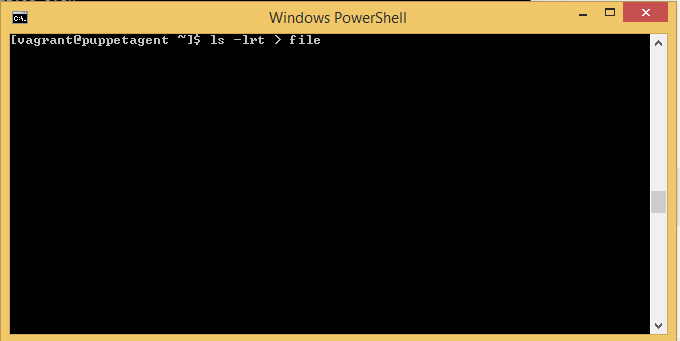 Windows PowerShell
[vagrant@puppetagent ~]$ ls -lrt > file